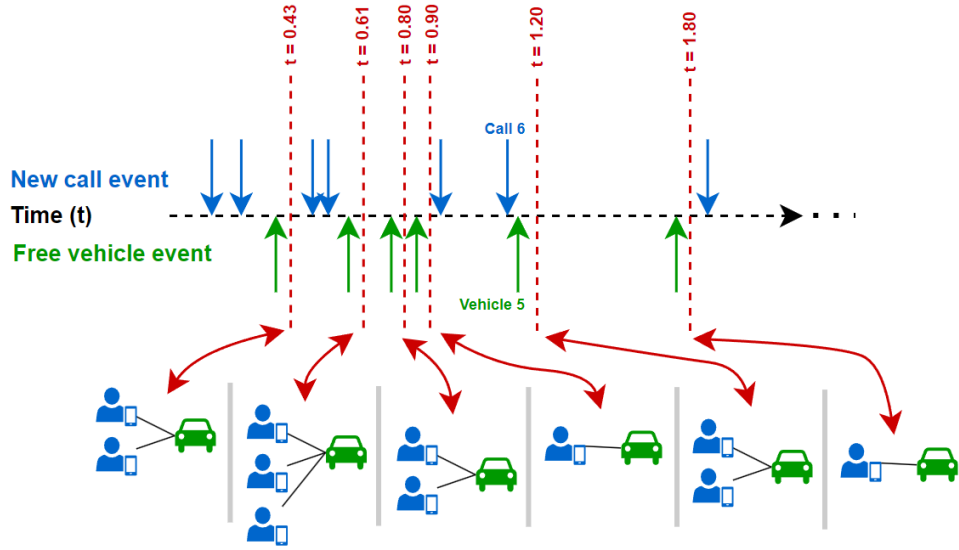 t = 0.43
t = 0.61
t = 0.80
t = 0.90
t = 1.20
t = 1.80
Call 6
New call event
Time (t)
Free vehicle event
Vehicle 5